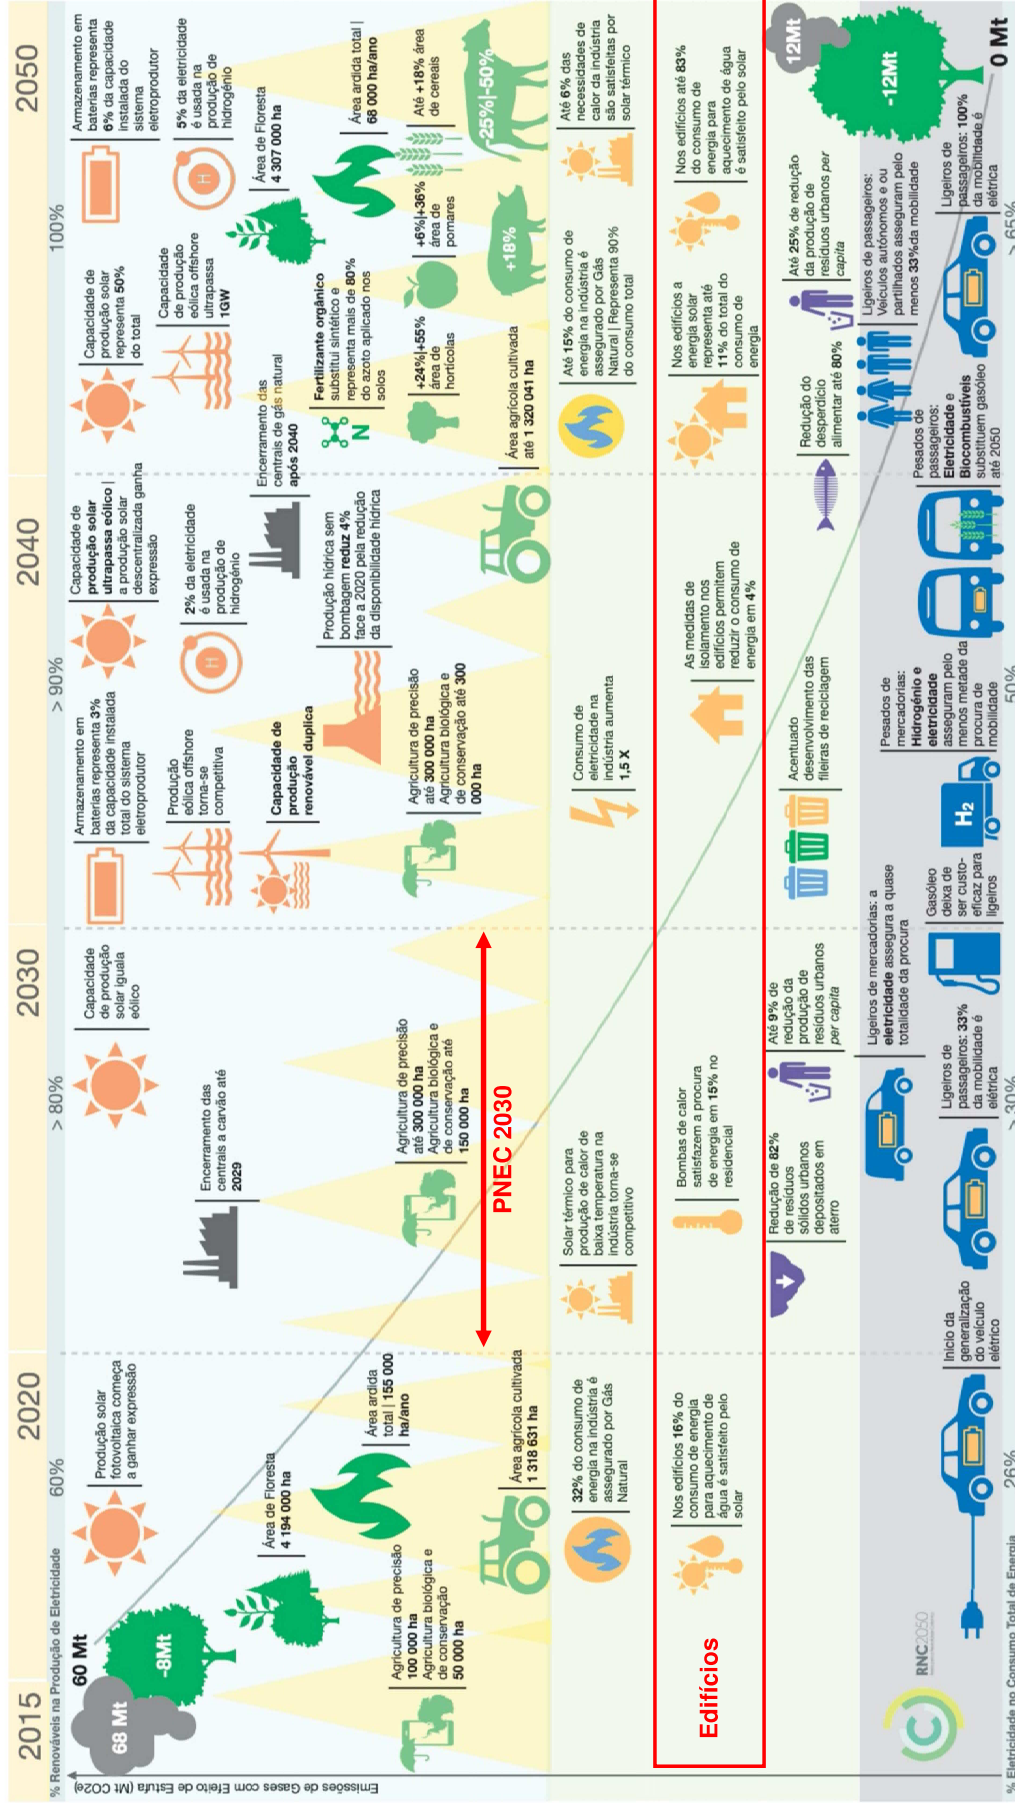 2015
2020
2030
2040
2050
% Renováveis na Produção de Eletricidade
60%
> 80%
> 90%
100%
Emissões de Gases com Efeito de Estufa (Mt CO2e)
68 Mt
-8Mt
60 Mt
Produção solar
fotovoltaica começa
a ganhar expressão
Área de Floresta
4 194 000 ha
Área ardida
total | 155 000
ha/ano
Agricultura de precisão
100 000 ha
Agricultura biológica e
de conservação
50 000 ha
Área agrícola cultivada
1 318 631 ha
Capacidade
de produção
solar iguala
eólico
Encerramento das
centrais a carvão até
2029
Agricultura de precisão
até 300 000 ha
Agricultura biológica e
de conservação até
150 000 ha
PNEC 2030
Armazenamento em
baterias representa 3%
da capacidade instalada
total do sistema
eletroprodutor
Capacidade de
produção solar
ultrapassa eólico |
a produção solar
descentralizada ganha
expressão
Produção
eólica offshore
torna-se
competitiva
H
2% da eletricidade
é usada na
produção de
hidrogénio
Capacidade de
produção
renovável duplica
Produção hídrica sem
bombagem reduz 4%
face a 2020 pela redução
da disponibilidade hídrica
Encerramento das
centrais de gás natural
após 2040
Agricultura de precisão
até 300 000 ha
Agricultura biológica e
de conservação até 300
000 ha
Capacidade de
produção solar
representa 50%
do total
Armazenamento em
baterias representa
6% da capacidade
instalada do
sistema
eletroprodutor
Capacidade
de produção
eólica offshore
ultrapassa
1GW
H
5% da eletricidade
é usada na
produção de
hidrogénio
Área de Floresta
4 307 000 ha
N
Fertilizante orgânico
substitui sintético e
representa mais de 80%
do azoto aplicado nos
solos
Área ardida total |
68 000 ha/ano
+24%|+55%
área de
hortícolas
+6%|+36%
área de
pomares
Até +18% área
de cereais
Área agrícola cultivada
até 1 320 041 ha
+18%
-25%|-50%
32% do consumo de
energia na indústria é
assegurado por Gás
Natural
Solar térmico para
produção de calor de
baixa temperatura na
indústria torna-se
competitivo
Consumo de
eletricidade na
indústria aumenta
1,5 X
Até 15% do consumo de
energia na indústria é
assegurado por Gás
Natural | Representa 90%
do consumo total
Até 6% das
necessidades de
calor da indústria
são satisfeitas por
solar térmico
Edifícios
Nos edifícios 16% do
consumo de energia
para aquecimento de
água é satisfeito pelo
solar
Bombas de calor
satisfazem a procura
de energia em 15% no
residencial
As medidas de
isolamento nos
edifícios permitem
reduzir o consumo de
energia em 4%
Nos edifícios a
energia solar
representa até
11% do total do
consumo de
energia
Nos edifícios até 83%
do consumo de
energia para
aquecimento de água
é satisfeito pelo solar
Redução de 82%
de resíduos
sólidos urbanos
depositados em
aterro
Até 9% de
redução da
produção de
resíduos urbanos
per capita
Acentuado
desenvolvimento das
fileiras de reciclagem
Redução do
desperdício
alimentar até 80%
Até 25% de redução
da produção de
resíduos urbanos per
capita
12Mt
-12Mt
0 Mt
RNC2050
Início da
generalização
do veículo
elétrico
Ligeiros de mercadorias: a
eletricidade assegura a quase
totalidade da procura
Ligeiros de
passageiros: 33%
da mobilidade é
elétrica
Gasóleo
deixa de
ser custo-
eficaz para
ligeiros
H2
Pesados de
mercadorias:
Hidrogénio e
eletricidade
asseguram pelo
menos metade da
procura de
mobilidade
Pesados de
passageiros:
Eletricidade e
Biocombustíveis
substituem gasóleo
até 2050
Ligeiros de passageiros:
Veículos autónomos e ou
partilhados asseguram pelo
menos 33%da mobilidade
Ligeiros de
passageiros: 100%
da mobilidade é
elétrica
% Eletricidade no Consumo Total de Energia
26%
> 30%
50%
> 65%